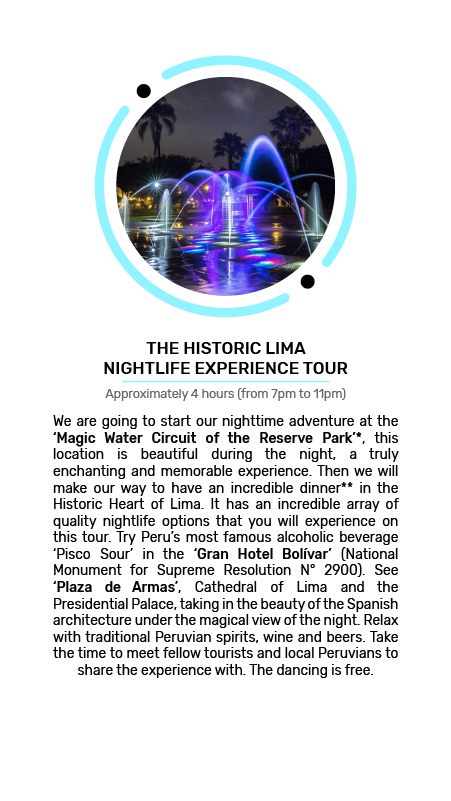 THE HISTORIC LIMA
NIGHTLIFE EXPERIENCE TOUR
Approximately 4 hours (from 7pm to 11pm)
We are going to start our nighttime adventure at the
‘Magic Water Circuit of the Reserve Park’*, this
location is beautiful during the night, a truly
enchanting and memorable experience. Then we will
make our way to have an incredible dinner** in the
Historic Heart of Lima. It has an incredible array of
quality nightlife options that you will experience on
this tour. Try Peru’s most famous alcoholic beverage
‘Pisco Sour’ in the ‘Gran Hotel Bolívar’ (National
Monument for Supreme Resolution N° 2900). See
‘Plaza de Armas’, Cathedral of Lima and the
Presidential Palace, taking in the beauty of the Spanish
architecture under the magical view of the night. Relax
with traditional Peruvian spirits, wine and beers. Take
the time to meet fellow tourists and local Peruvians to
share the experience with. The dancing is free.